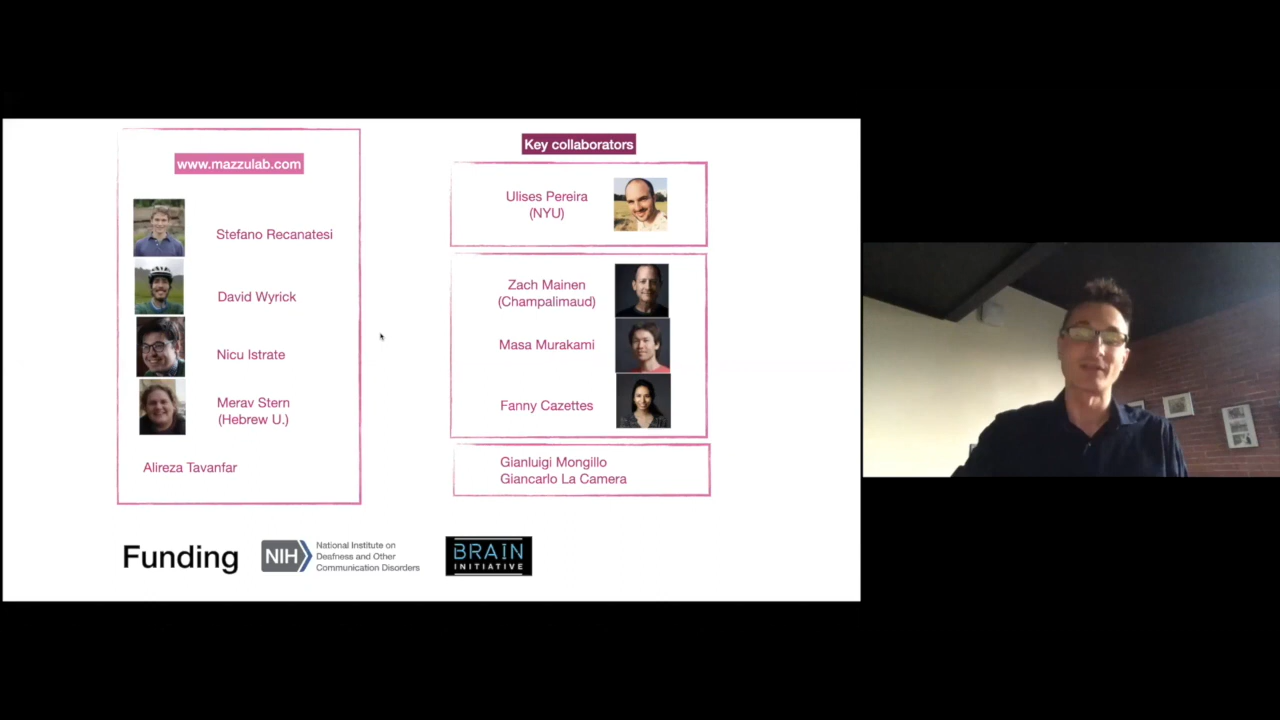 www.mazzulab.com
Stefano Recanatesi
David Wyrick
Nicu Istrate
Merav Stern
(Hebrew U.)
Alireza Tavanfar
Key collaborators
Ulises Pereira
(NYU)
Zach Mainen
(Champalimaud)
Masa Murakami
Fanny Cazettes
Gianluigi Mongillo
Giancarlo La Camera
Funding
NIH
National Institute on
Deafness and Other
Communication Disorders
BRAIN
INITIATIVE